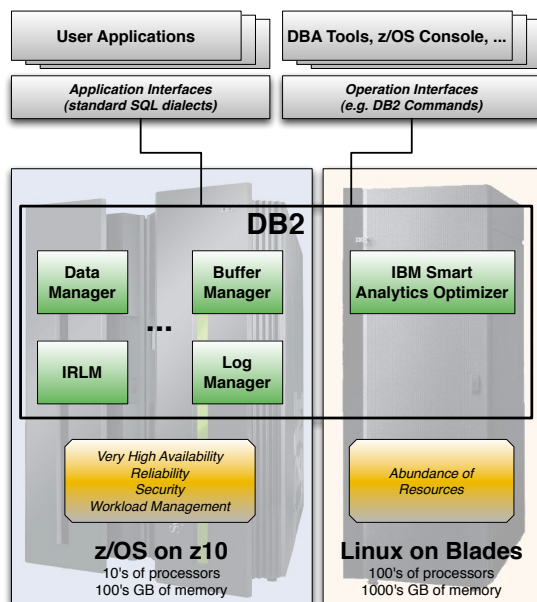 User Applications
DBA Tools, z/OS Console, ...
Application Interfaces
(standard SQL dialects)
Operation Interfaces
(e.g. DB2 Commands)
DB2
Data
Manager
Buffer
Manager
IBM Smart
Analytics Optimizer
...
IRLM
Log
Manager
Very High Availability
Reliability
Security
Workload Management
Abundance of
Resources
z/OS on z10
10's of processors
100's GB of memory
Linux on Blades
100's of processors
1000's GB of memory